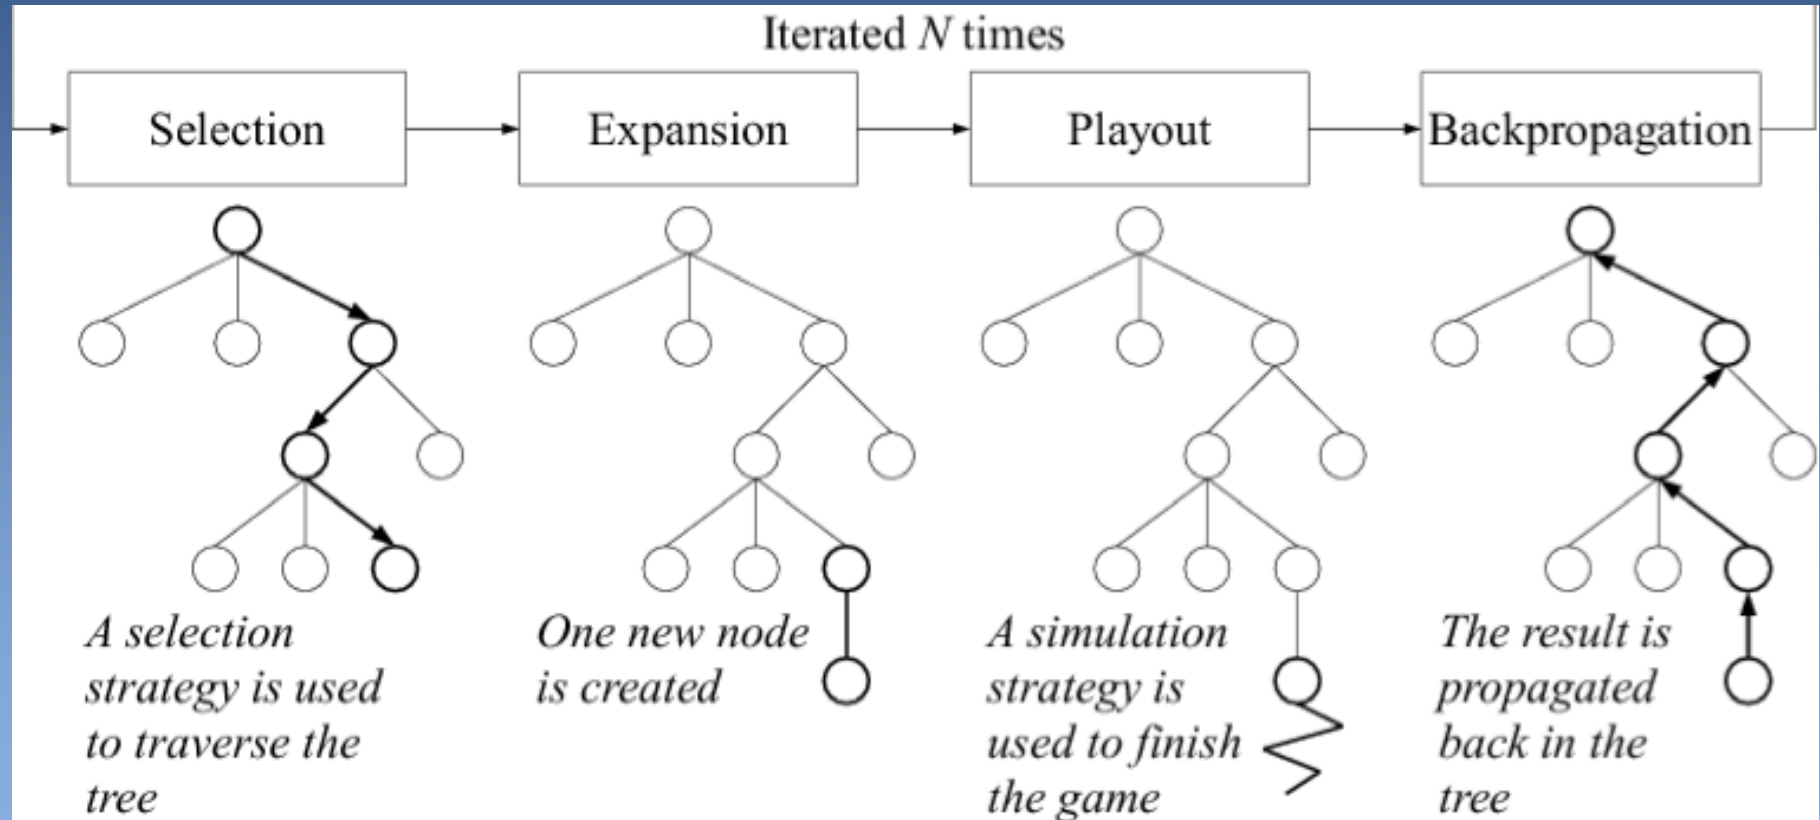 Iterated N times
Selection
Expansion
Playout
Backpropagation
A selection
strategy is used
to traverse the
tree
One new node
is created
A simulation
strategy is
used to finish
the game
The result is
propagated
back in the
tree